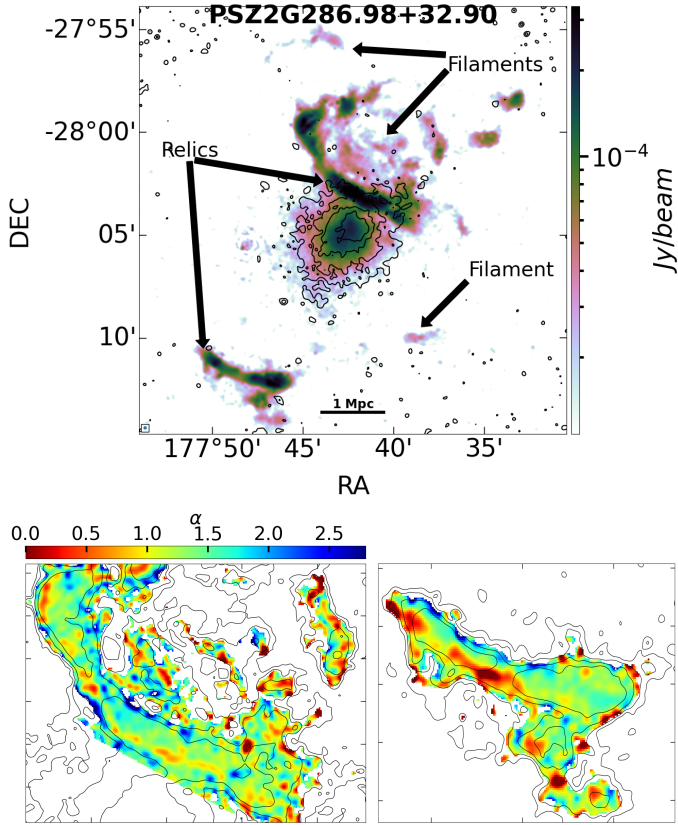 PSZ2G286.98+32.90
-27°55'
Filaments
-28°00'
Relics
10⁻⁴
Jy/beam
DEC
05'
Filament
10'
1 Mpc
177°50' 45' 40' 35'
RA
α
0.0 0.5 1.0 1.5 2.0 2.5